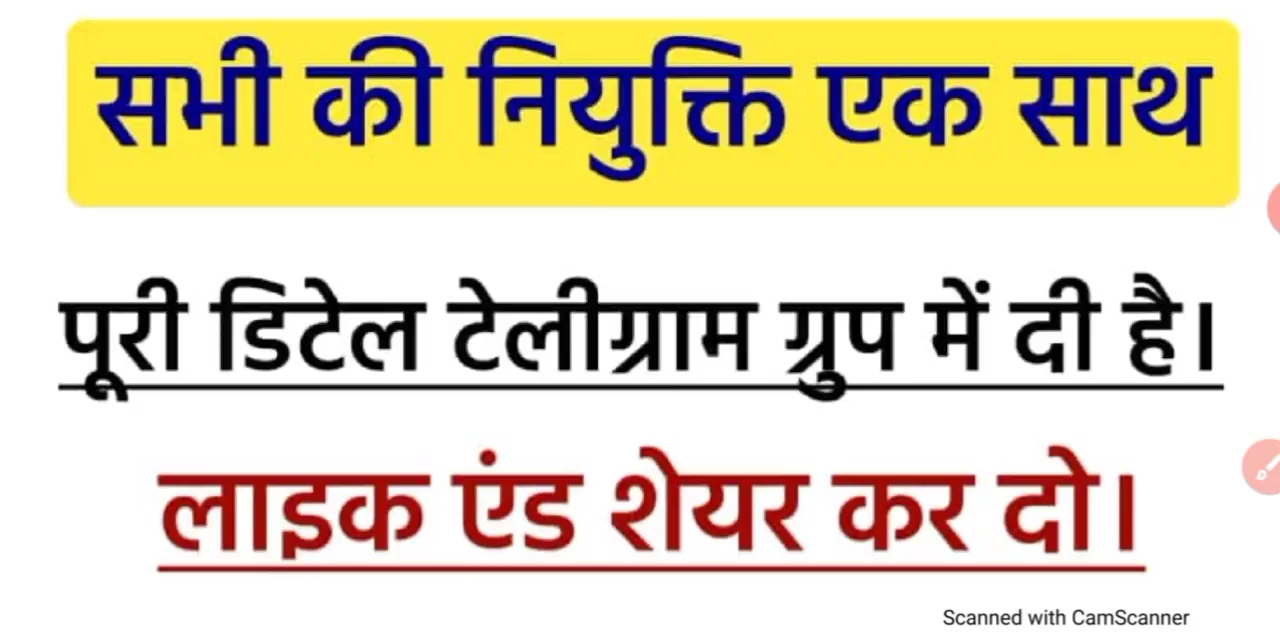 सभी की नियुक्ति एक साथ
पूरी डिटेल टेलीग्राम ग्रुप में दी है।
लाइक एंड शेयर कर दो।
Scanned with CamScanner